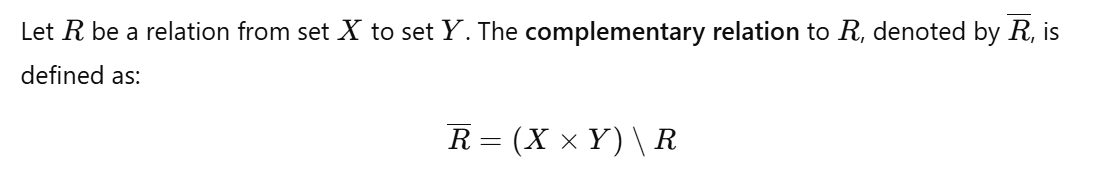 Let R be a relation from set X to set Y. The complementary relation to R, denoted by R̅, is
defined as:
R̅ = (X × Y) \ R